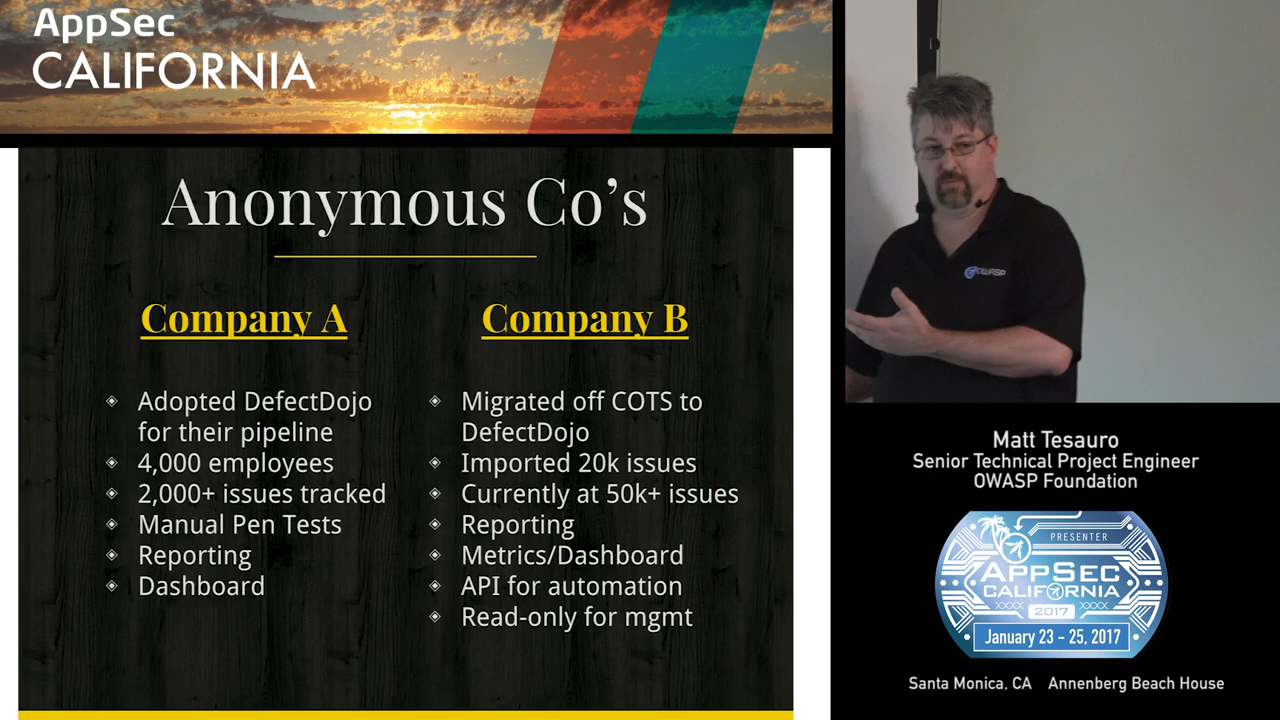 AppSec
CALIFORNIA
Anonymous Co's
Company A
Adopted DefectDojo
for their pipeline
4,000 employees
2,000+ issues tracked
Manual Pen Tests
Reporting
Dashboard
Company B
Migrated off COTS to
DefectDojo
Imported 20k issues
Currently at 50k+ issues
Reporting
Metrics/Dashboard
API for automation
Read-only for mgmt
OWASP
Matt Tesauro
Senior Technical Project Engineer
OWASP Foundation
PRESENTER
APPSEC
CALIFORNIA
XXXX 2017 XXXX
January 23 - 25, 2017
Santa Monica, CA Annenberg Beach House